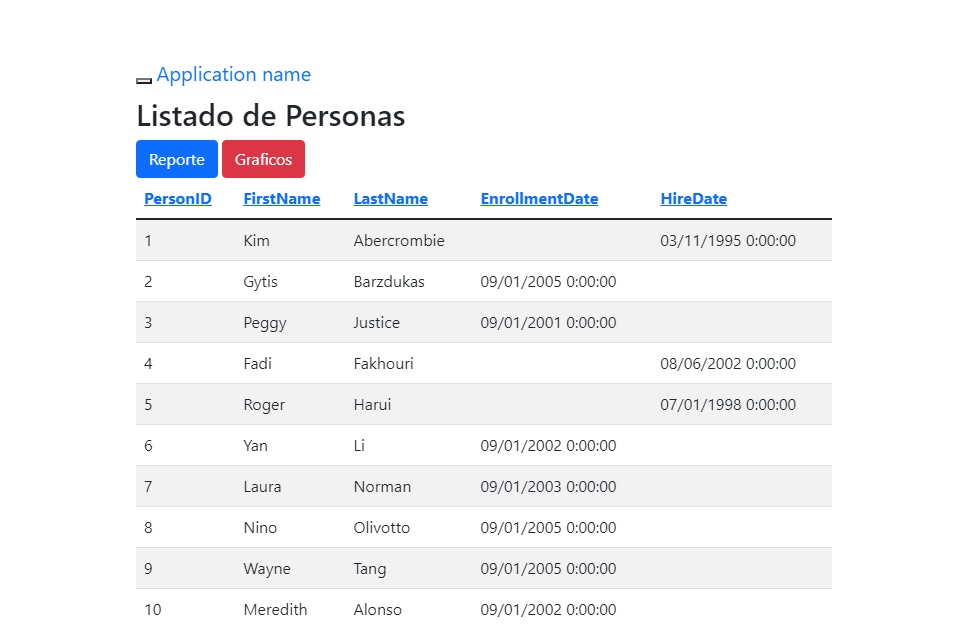 Application name
Listado de Personas
Reporte Graficos
PersonID FirstName LastName EnrollmentDate HireDate
1 Kim Abercrombie 03/11/1995 0:00:00
2 Gytis Barzdukas 09/01/2005 0:00:00
3 Peggy Justice 09/01/2001 0:00:00
4 Fadi Fakhouri 08/06/2002 0:00:00
5 Roger Harui 07/01/1998 0:00:00
6 Yan Li 09/01/2002 0:00:00
7 Laura Norman 09/01/2003 0:00:00
8 Nino Olivotto 09/01/2005 0:00:00
9 Wayne Tang 09/01/2005 0:00:00
10 Meredith Alonso 09/01/2002 0:00:00